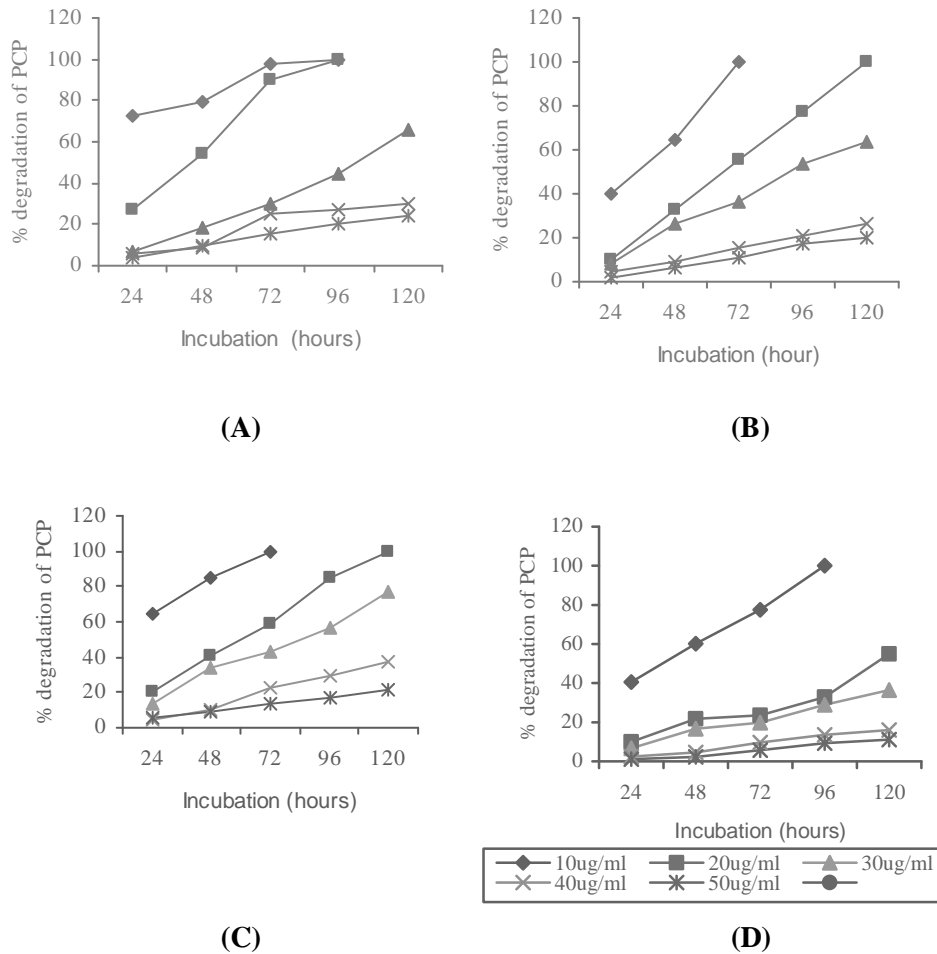 % degradation of PCP
120
100
80
60
40
20
0
24 48 72 96 120
Incubation (hours)
(A)
% degradation of PCP
120
100
80
60
40
20
0
24 48 72 96 120
Incubation (hour)
(B)
% degradation of PCP
120
100
80
60
40
20
0
24 48 72 96 120
Incubation (hours)
(C)
% degradation of PCP
120
100
80
60
40
20
0
24 48 72 96 120
Incubation (hours)
10ug/ml 20ug/ml 30ug/ml
40ug/ml 50ug/ml
(D)